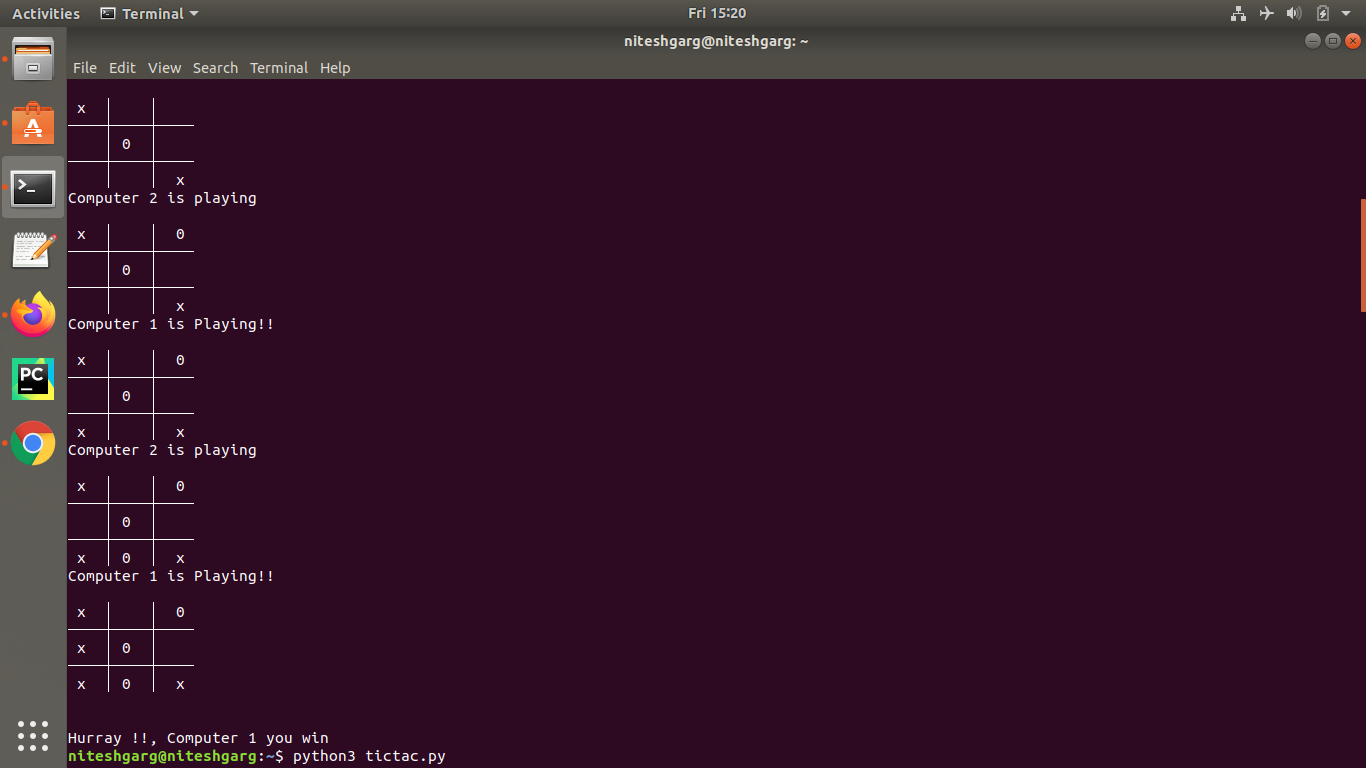 Activities Terminal Fri 15:20
niteshgarg@niteshgarg: ~
File Edit View Search Terminal Help
x
0
x
Computer 2 is playing
x 0
0
x
Computer 1 is Playing!!
x 0
0
x x
Computer 2 is playing
x 0
0
x 0 x
Computer 1 is Playing!!
x 0
x 0
x 0 x
Hurray !!, Computer 1 you win
niteshgarg@niteshgarg:~$ python3 tictac.py
A
>_
PC